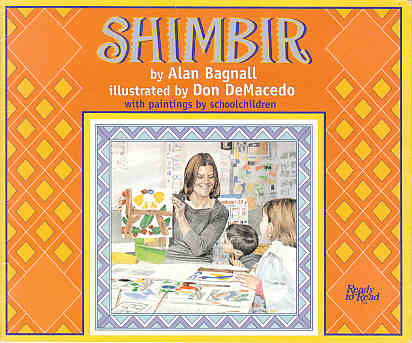 SHIMBIR
by Alan Bagnall
illustrated by Don DeMacedo
with paintings by schoolchildren
Ready
to Read